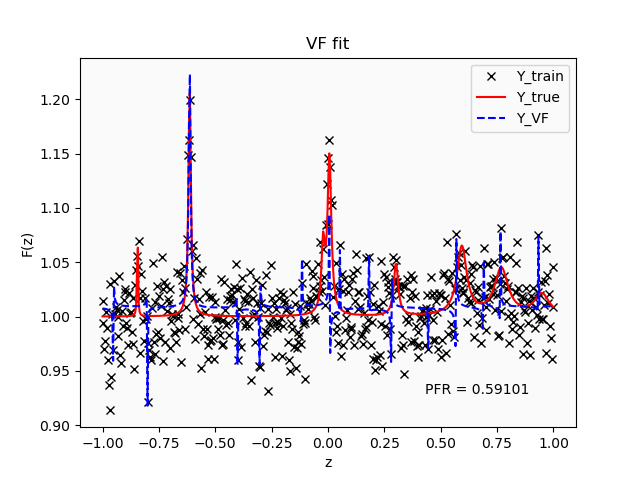 VF fit
Y_train
Y_true
Y_VF
F(z)
1.20
1.15
1.10
1.05
1.00
0.95
0.90
PFR = 0.59101
−1.00 −0.75 −0.50 −0.25 0.00 0.25 0.50 0.75 1.00
z